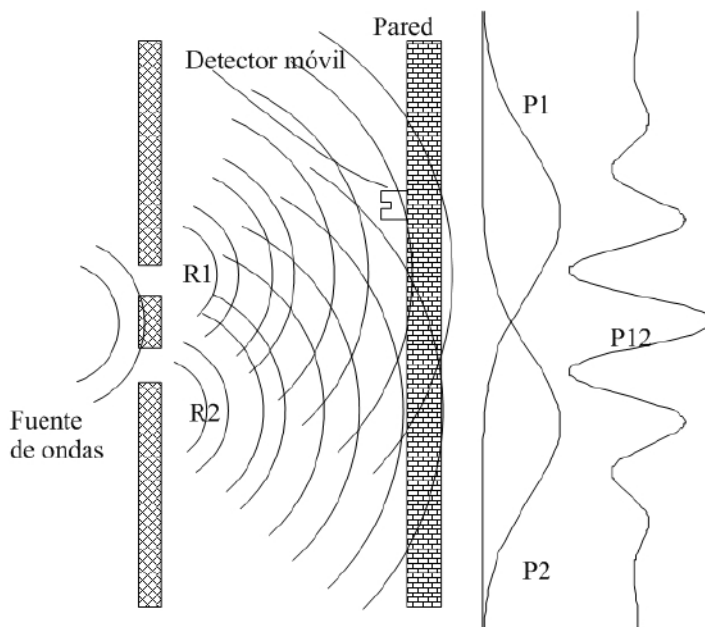 Pared
Detector móvil
P1
R1
P12
R2
Fuente
de ondas
P2